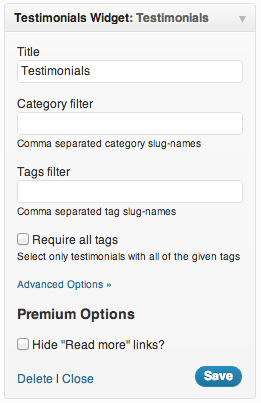 Testimonials Widget: Testimonials
Title
Testimonials
Category filter
Comma separated category slug-names
Tags filter
Comma separated tag slug-names
Require all tags
Select only testimonials with all of the given tags
Advanced Options »
Premium Options
Hide "Read more" links?
Delete | Close
Save